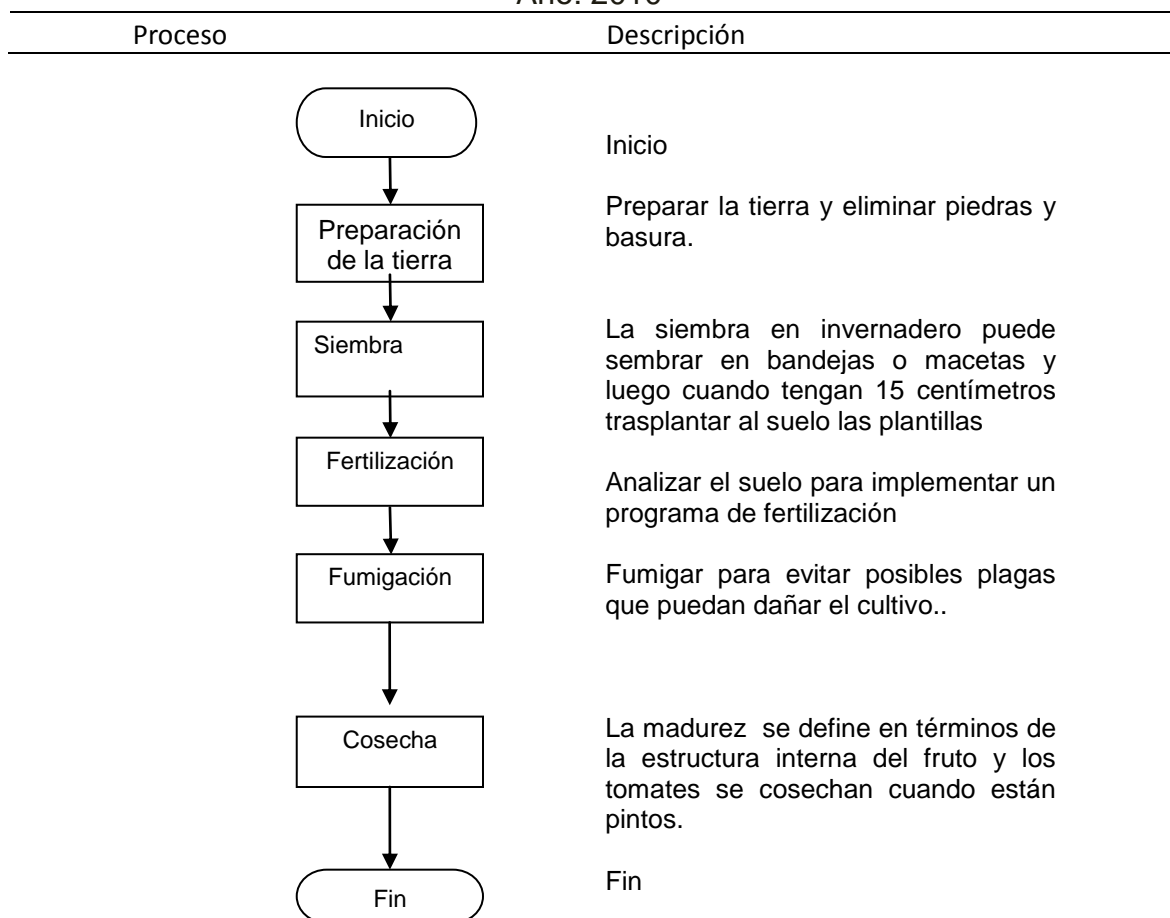 Año:
Proceso Descripción
Inicio
Inicio
Preparación
de la tierra
Preparar la tierra y eliminar piedras y
basura.
Siembra
La siembra en invernadero puede
sembrar en bandejas o macetas y
luego cuando tengan 15 centímetros
trasplantar al suelo las plantillas
Fertilización
Analizar el suelo para implementar un
programa de fertilización
Fumigación
Fumigar para evitar posibles plagas
que puedan dañar el cultivo..
Cosecha
La madurez se define en términos de
la estructura interna del fruto y los
tomates se cosechan cuando están
pintos.
Fin
Fin